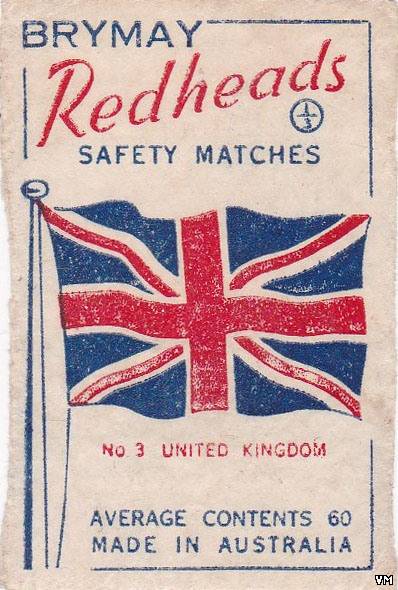 BRYMAY
Redheads
1/3
SAFETY MATCHES
No. 3 UNITED KINGDOM
AVERAGE CONTENTS 60
MADE IN AUSTRALIA
VM